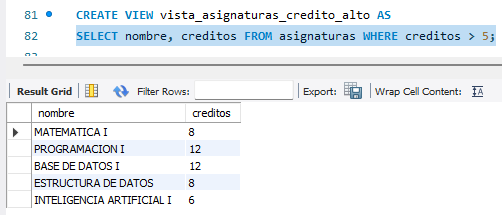 81 CREATE VIEW vista_asignaturas_credito_alto AS
82 SELECT nombre, creditos FROM asignaturas WHERE creditos > 5;
Result Grid Filter Rows: Export: Wrap Cell Content:
nombre creditos
MATEMATICA I 8
PROGRAMACION I 12
BASE DE DATOS I 12
ESTRUCTURA DE DATOS 8
INTELIGENCIA ARTIFICIAL I 6